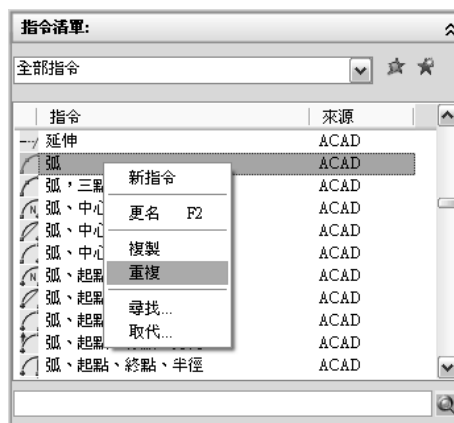 指令清單:
全部指令
指令 來源
延伸 ACAD
弧 ACAD
弧，三點 ACAD
弧、中心 ACAD
弧、中心 ACAD
弧、中心 ACAD
弧、起點 ACAD
弧、起點 ACAD
弧、起點 ACAD
弧、起點 ACAD
弧、起點、終點、半徑 ACAD
新指令
更名 F2
複製
重複
尋找...
取代...